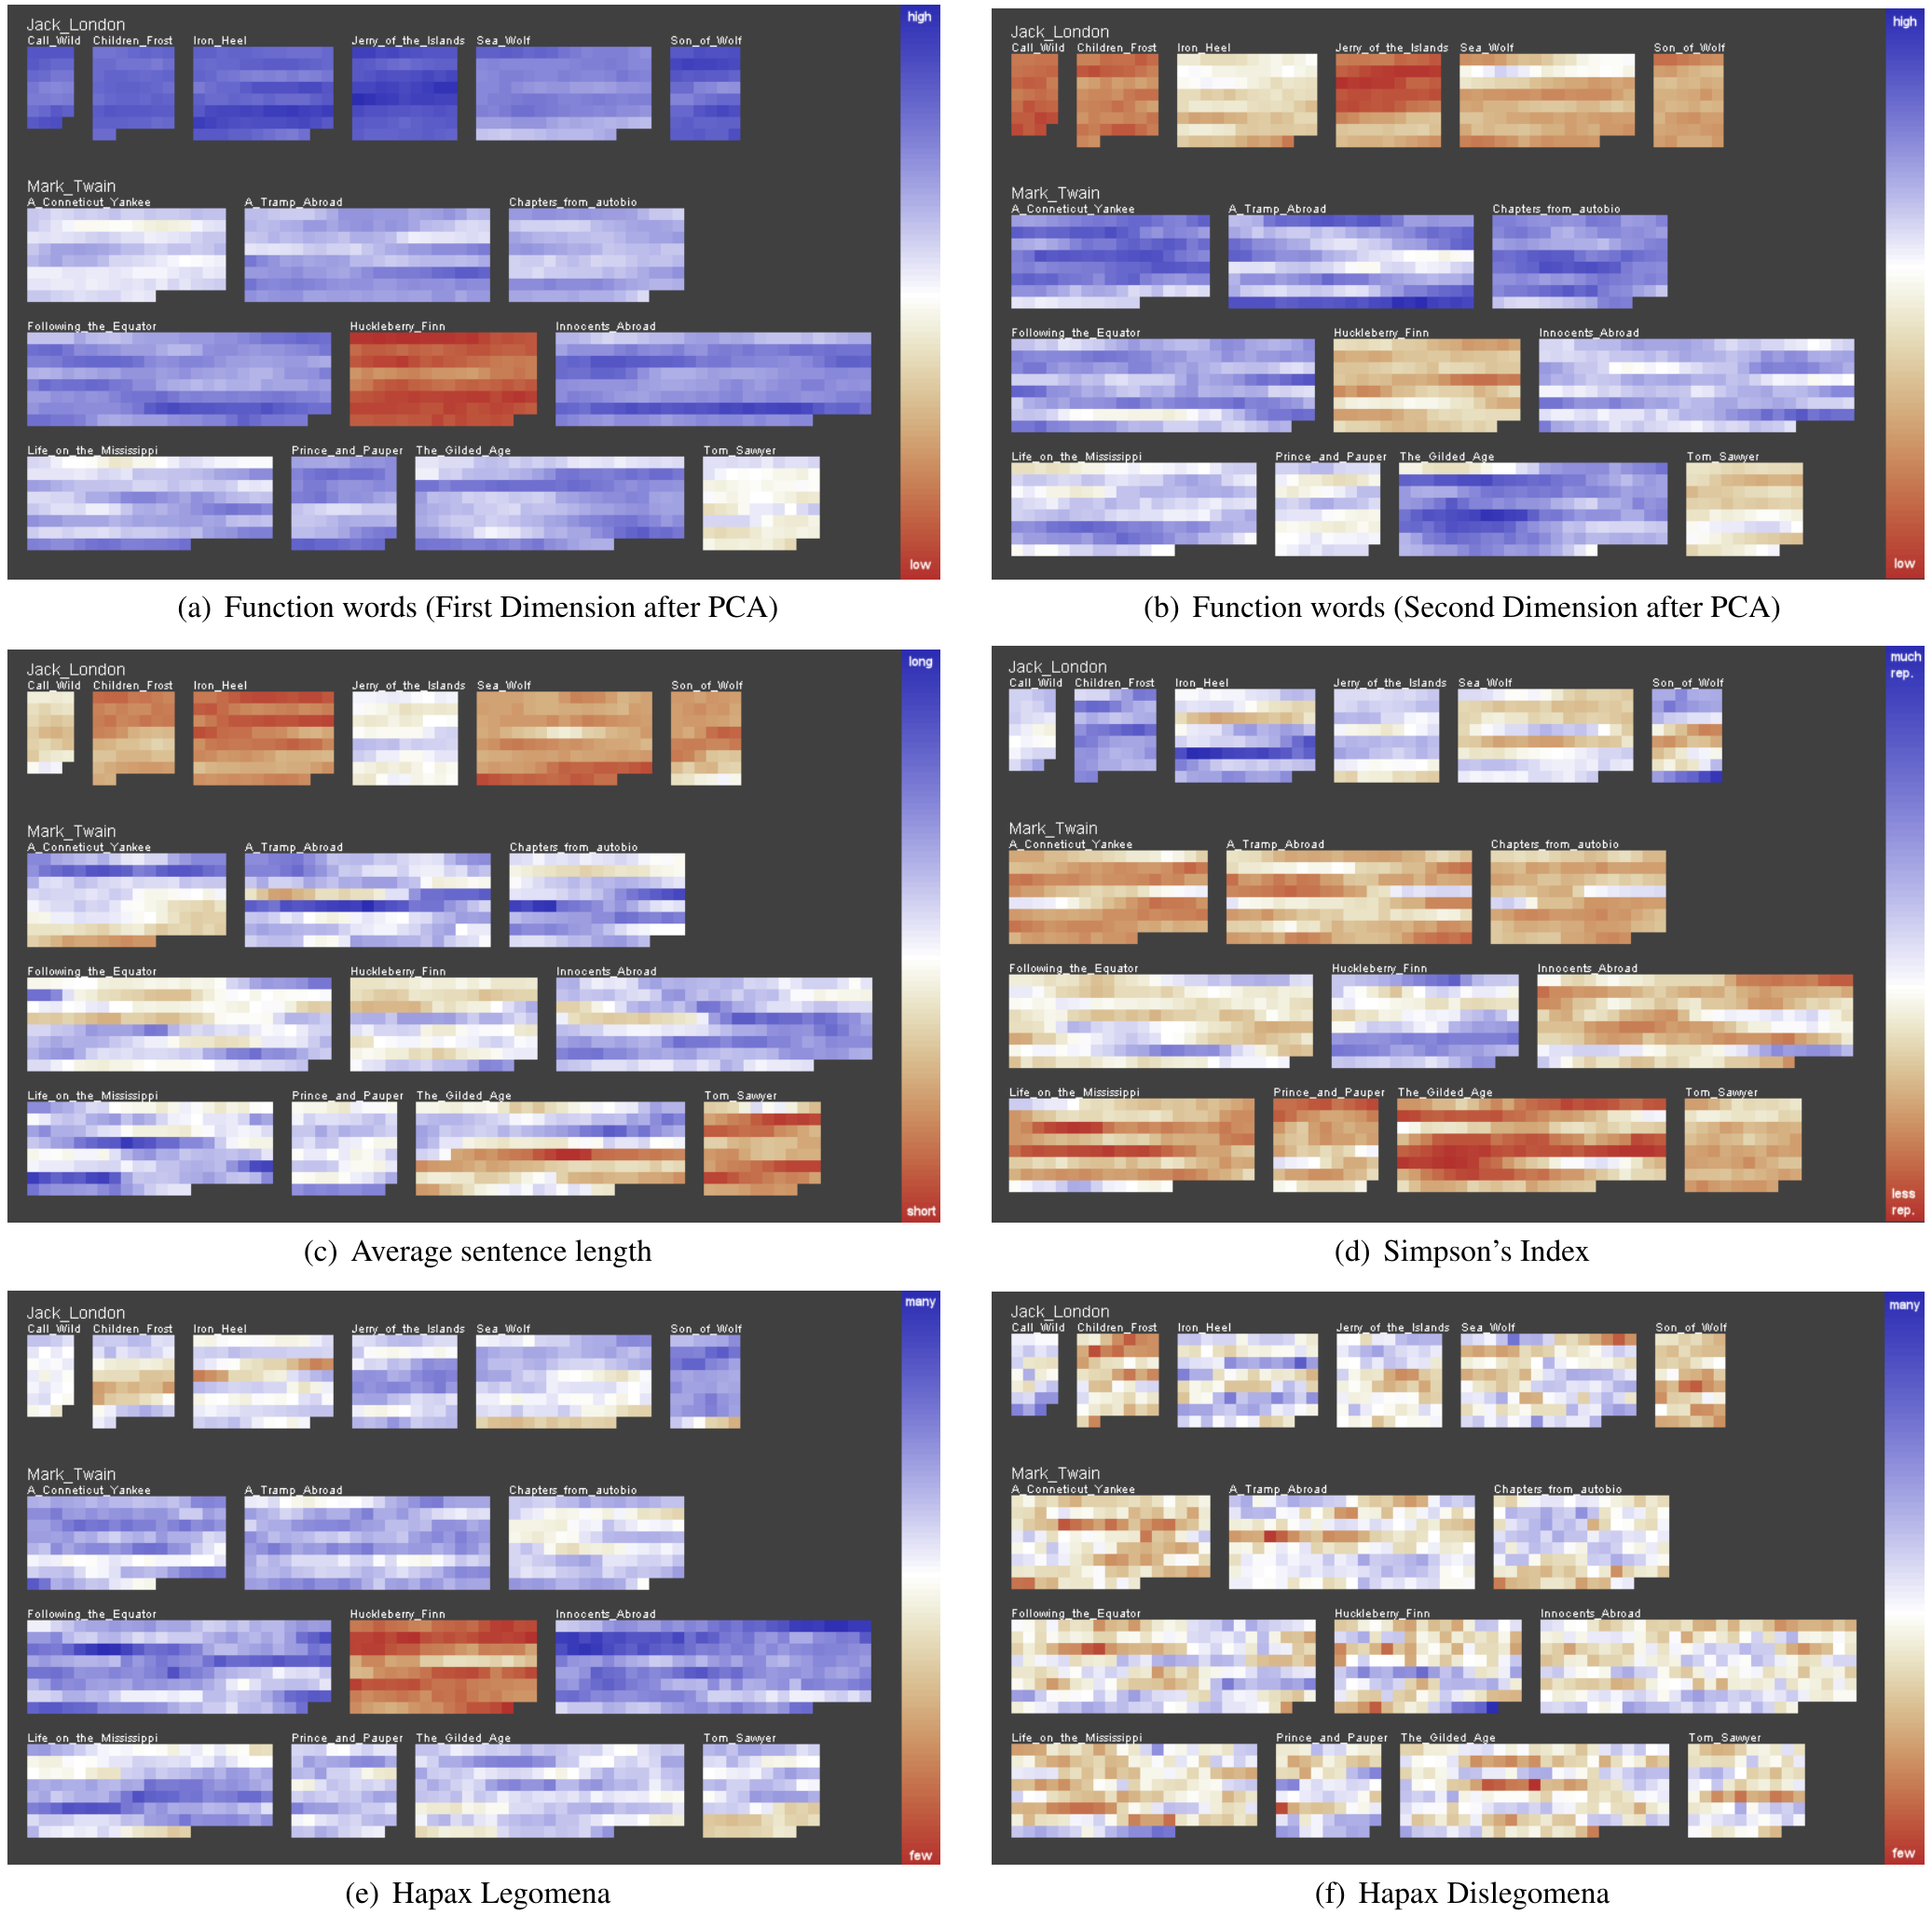 Jack_London
high
Call_Wild Children_Frost Iron_Heel Jerry_of_the_Islands Sea_Wolf Son_of_Wolf
Mark_Twain
A_Conneticut_Yankee A_Tramp_Abroad Chapters_from_autobio
Following_the_Equator Huckleberry_Finn Innocents_Abroad
Life_on_the_Mississippi Prince_and_Pauper The_Gilded_Age Tom_Sawyer
low
(a) Function words (First Dimension after PCA)
high
Jack_London
Call_Wild Children_Frost Iron_Heel Jerry_of_the_Islands Sea_Wolf Son_of_Wolf
Mark_Twain
A_Conneticut_Yankee A_Tramp_Abroad Chapters_from_autobio
Following_the_Equator Huckleberry_Finn Innocents_Abroad
Life_on_the_Mississippi Prince_and_Pauper The_Gilded_Age Tom_Sawyer
low
(b) Function words (Second Dimension after PCA)
long
Jack_London
Call_Wild Children_Frost Iron_Heel Jerry_of_the_Islands Sea_Wolf Son_of_Wolf
Mark_Twain
A_Conneticut_Yankee A_Tramp_Abroad Chapters_from_autobio
Following_the_Equator Huckleberry_Finn Innocents_Abroad
Life_on_the_Mississippi Prince_and_Pauper The_Gilded_Age Tom_Sawyer
short
(c) Average sentence length
much
rep.
Jack_London
Call_Wild Children_Frost Iron_Heel Jerry_of_the_Islands Sea_Wolf Son_of_Wolf
Mark_Twain
A_Conneticut_Yankee A_Tramp_Abroad Chapters_from_autobio
Following_the_Equator Huckleberry_Finn Innocents_Abroad
Life_on_the_Mississippi Prince_and_Pauper The_Gilded_Age Tom_Sawyer
less
rep.
(d) Simpson's Index
many
Jack_London
Call_Wild Children_Frost Iron_Heel Jerry_of_the_Islands Sea_Wolf Son_of_Wolf
Mark_Twain
A_Conneticut_Yankee A_Tramp_Abroad Chapters_from_autobio
Following_the_Equator Huckleberry_Finn Innocents_Abroad
Life_on_the_Mississippi Prince_and_Pauper The_Gilded_Age Tom_Sawyer
few
(e) Hapax Legomena
many
Jack_London
Call_Wild Children_Frost Iron_Heel Jerry_of_the_Islands Sea_Wolf Son_of_Wolf
Mark_Twain
A_Conneticut_Yankee A_Tramp_Abroad Chapters_from_autobio
Following_the_Equator Huckleberry_Finn Innocents_Abroad
Life_on_the_Mississippi Prince_and_Pauper The_Gilded_Age Tom_Sawyer
few
(f) Hapax Dislegomena